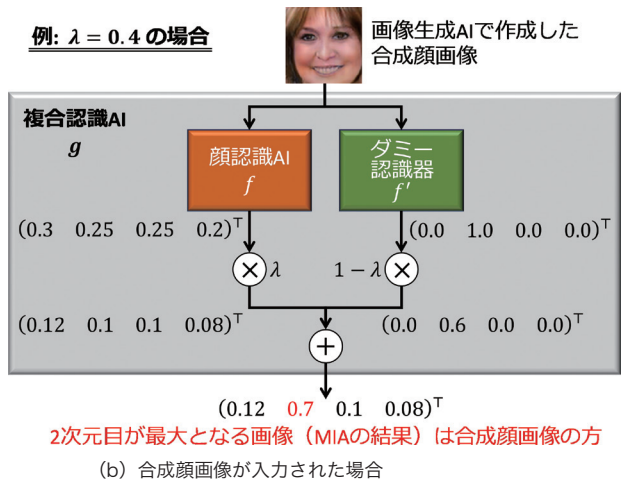 例: λ = 0.4 の場合
画像生成AIで作成した
合成顔画像
複合認識AI
g
顔認識AI
f
ダミー
認識器
f′
(0.3 0.25 0.25 0.2)⊤
(0.0 1.0 0.0 0.0)⊤
× λ
1 − λ ×
(0.12 0.1 0.1 0.08)⊤
(0.0 0.6 0.0 0.0)⊤
+
(0.12 0.7 0.1 0.08)⊤
2次元目が最大となる画像（MIAの結果）は合成顔画像の方
（b）合成顔画像が入力された場合